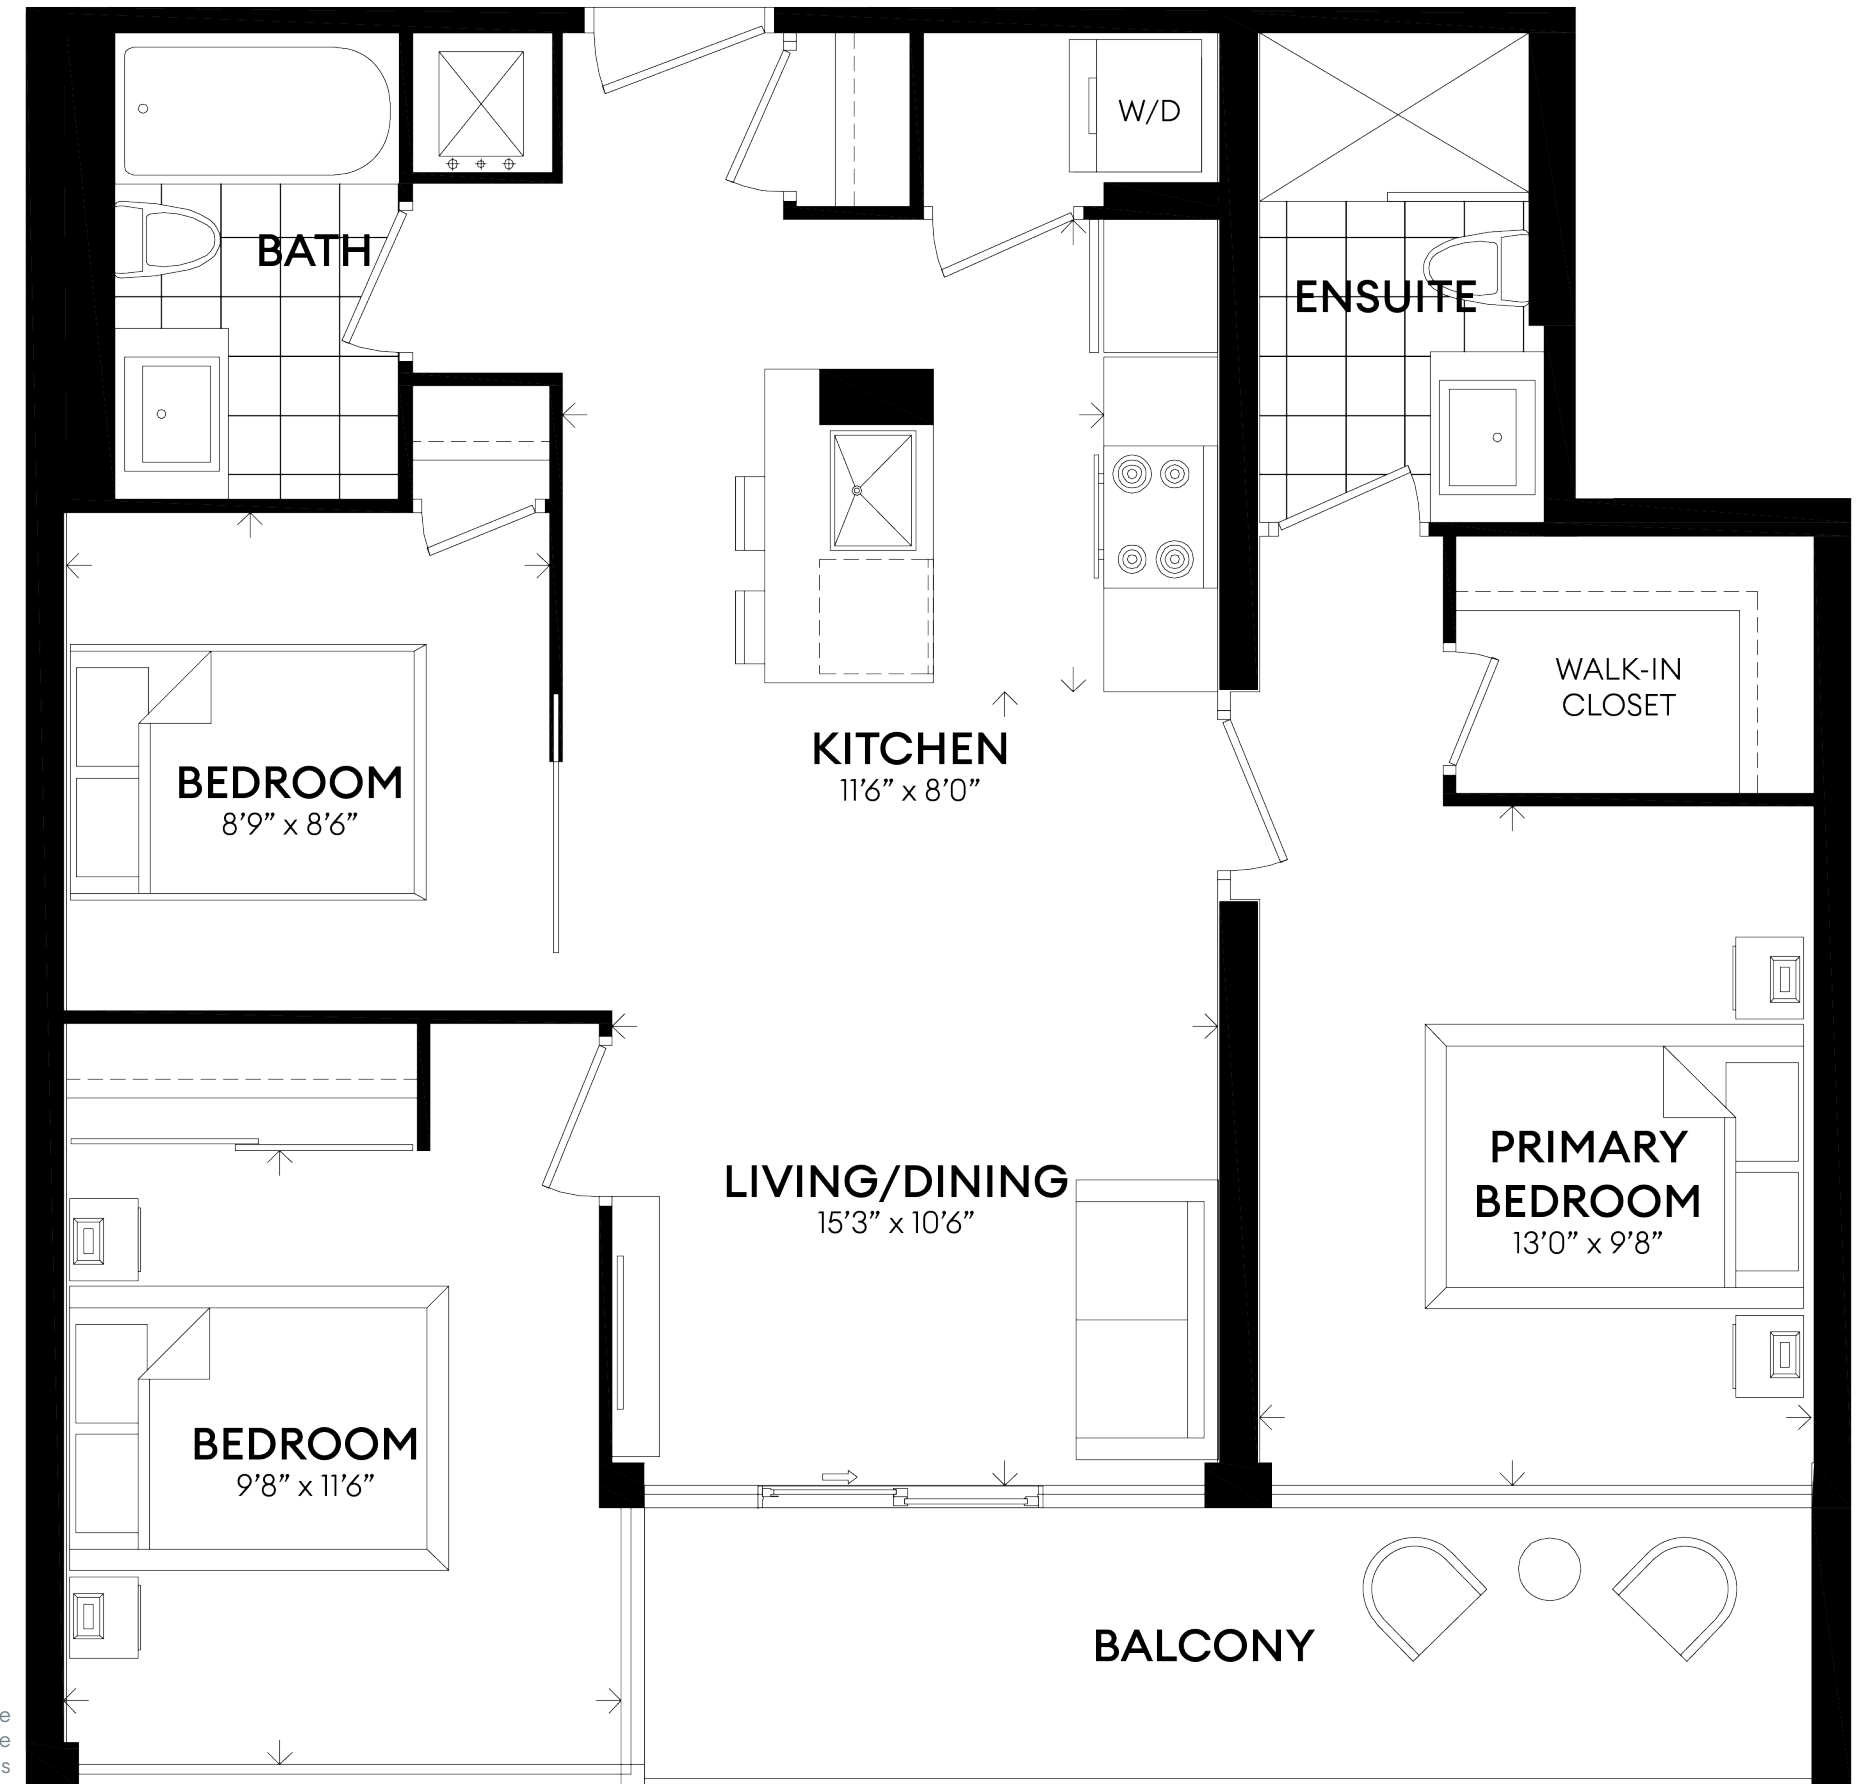 W/D
BATH
ENSUITE
WALK-IN
CLOSET
KITCHEN
11’6” x 8’0”
BEDROOM
8’9” x 8’6”
PRIMARY
BEDROOM
13’0” x 9’8”
LIVING/DINING
15’3” x 10’6”
BEDROOM
9’8” x 11’6”
BALCONY
e
e
s